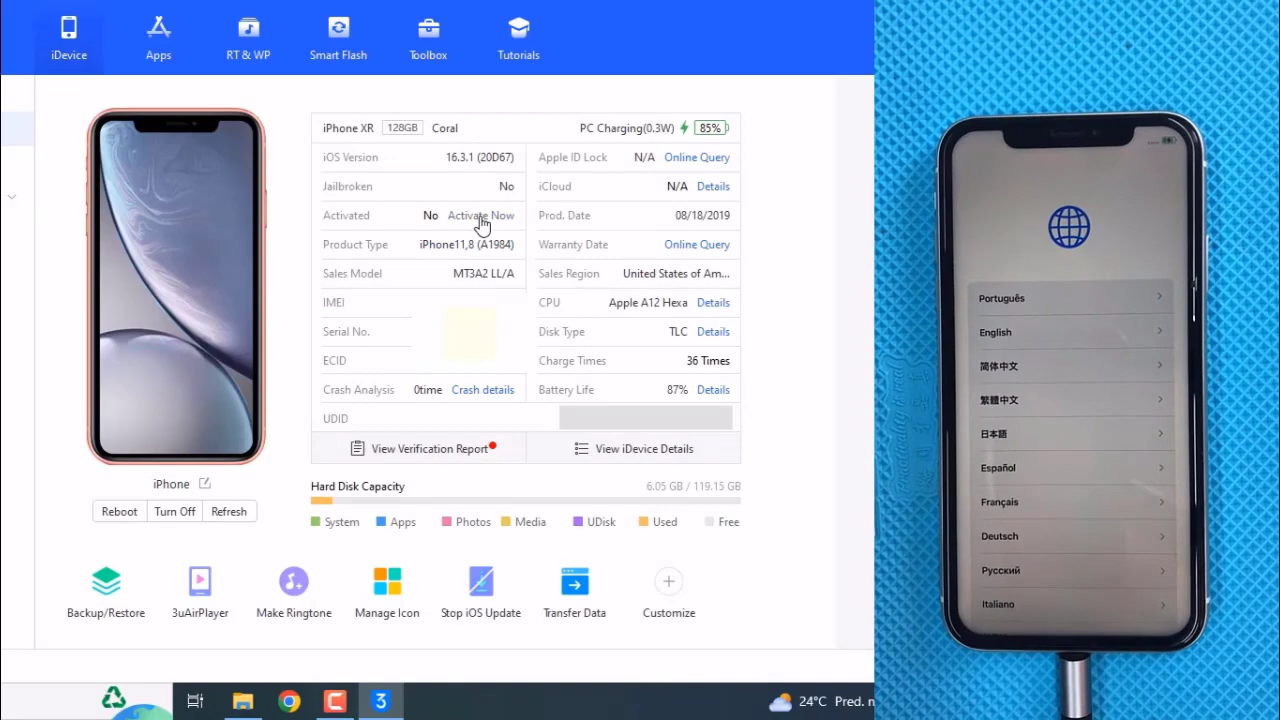 iDevice
Apps
RT & WP
Smart Flash
Toolbox
Tutorials
iPhone XR 128GB Coral PC Charging(0.3W) 85%
iOS Version 16.3.1 (20D67) Apple ID Lock N/A Online Query
Jailbroken No iCloud N/A Details
Activated No Activate Now Prod. Date 08/18/2019
Product Type iPhone11,8 (A1984) Warranty Date Online Query
Sales Model MT3A2 LL/A Sales Region United States of Am...
IMEI CPU Apple A12 Hexa Details
Serial No. Disk Type TLC Details
ECID Charge Times 36 Times
Crash Analysis 0time Crash details Battery Life 87% Details
UDID
View Verification Report View iDevice Details
iPhone
Reboot Turn Off Refresh
Hard Disk Capacity 6.05 GB / 119.15 GB
System Apps Photos Media UDisk Used Free
Backup/Restore 3uAirPlayer Make Ringtone Manage Icon Stop iOS Update Transfer Data Customize
3
24°C Pred. n
Português
English
简体中文
繁體中文
日本語
Español
Français
Deutsch
Русский
Italiano